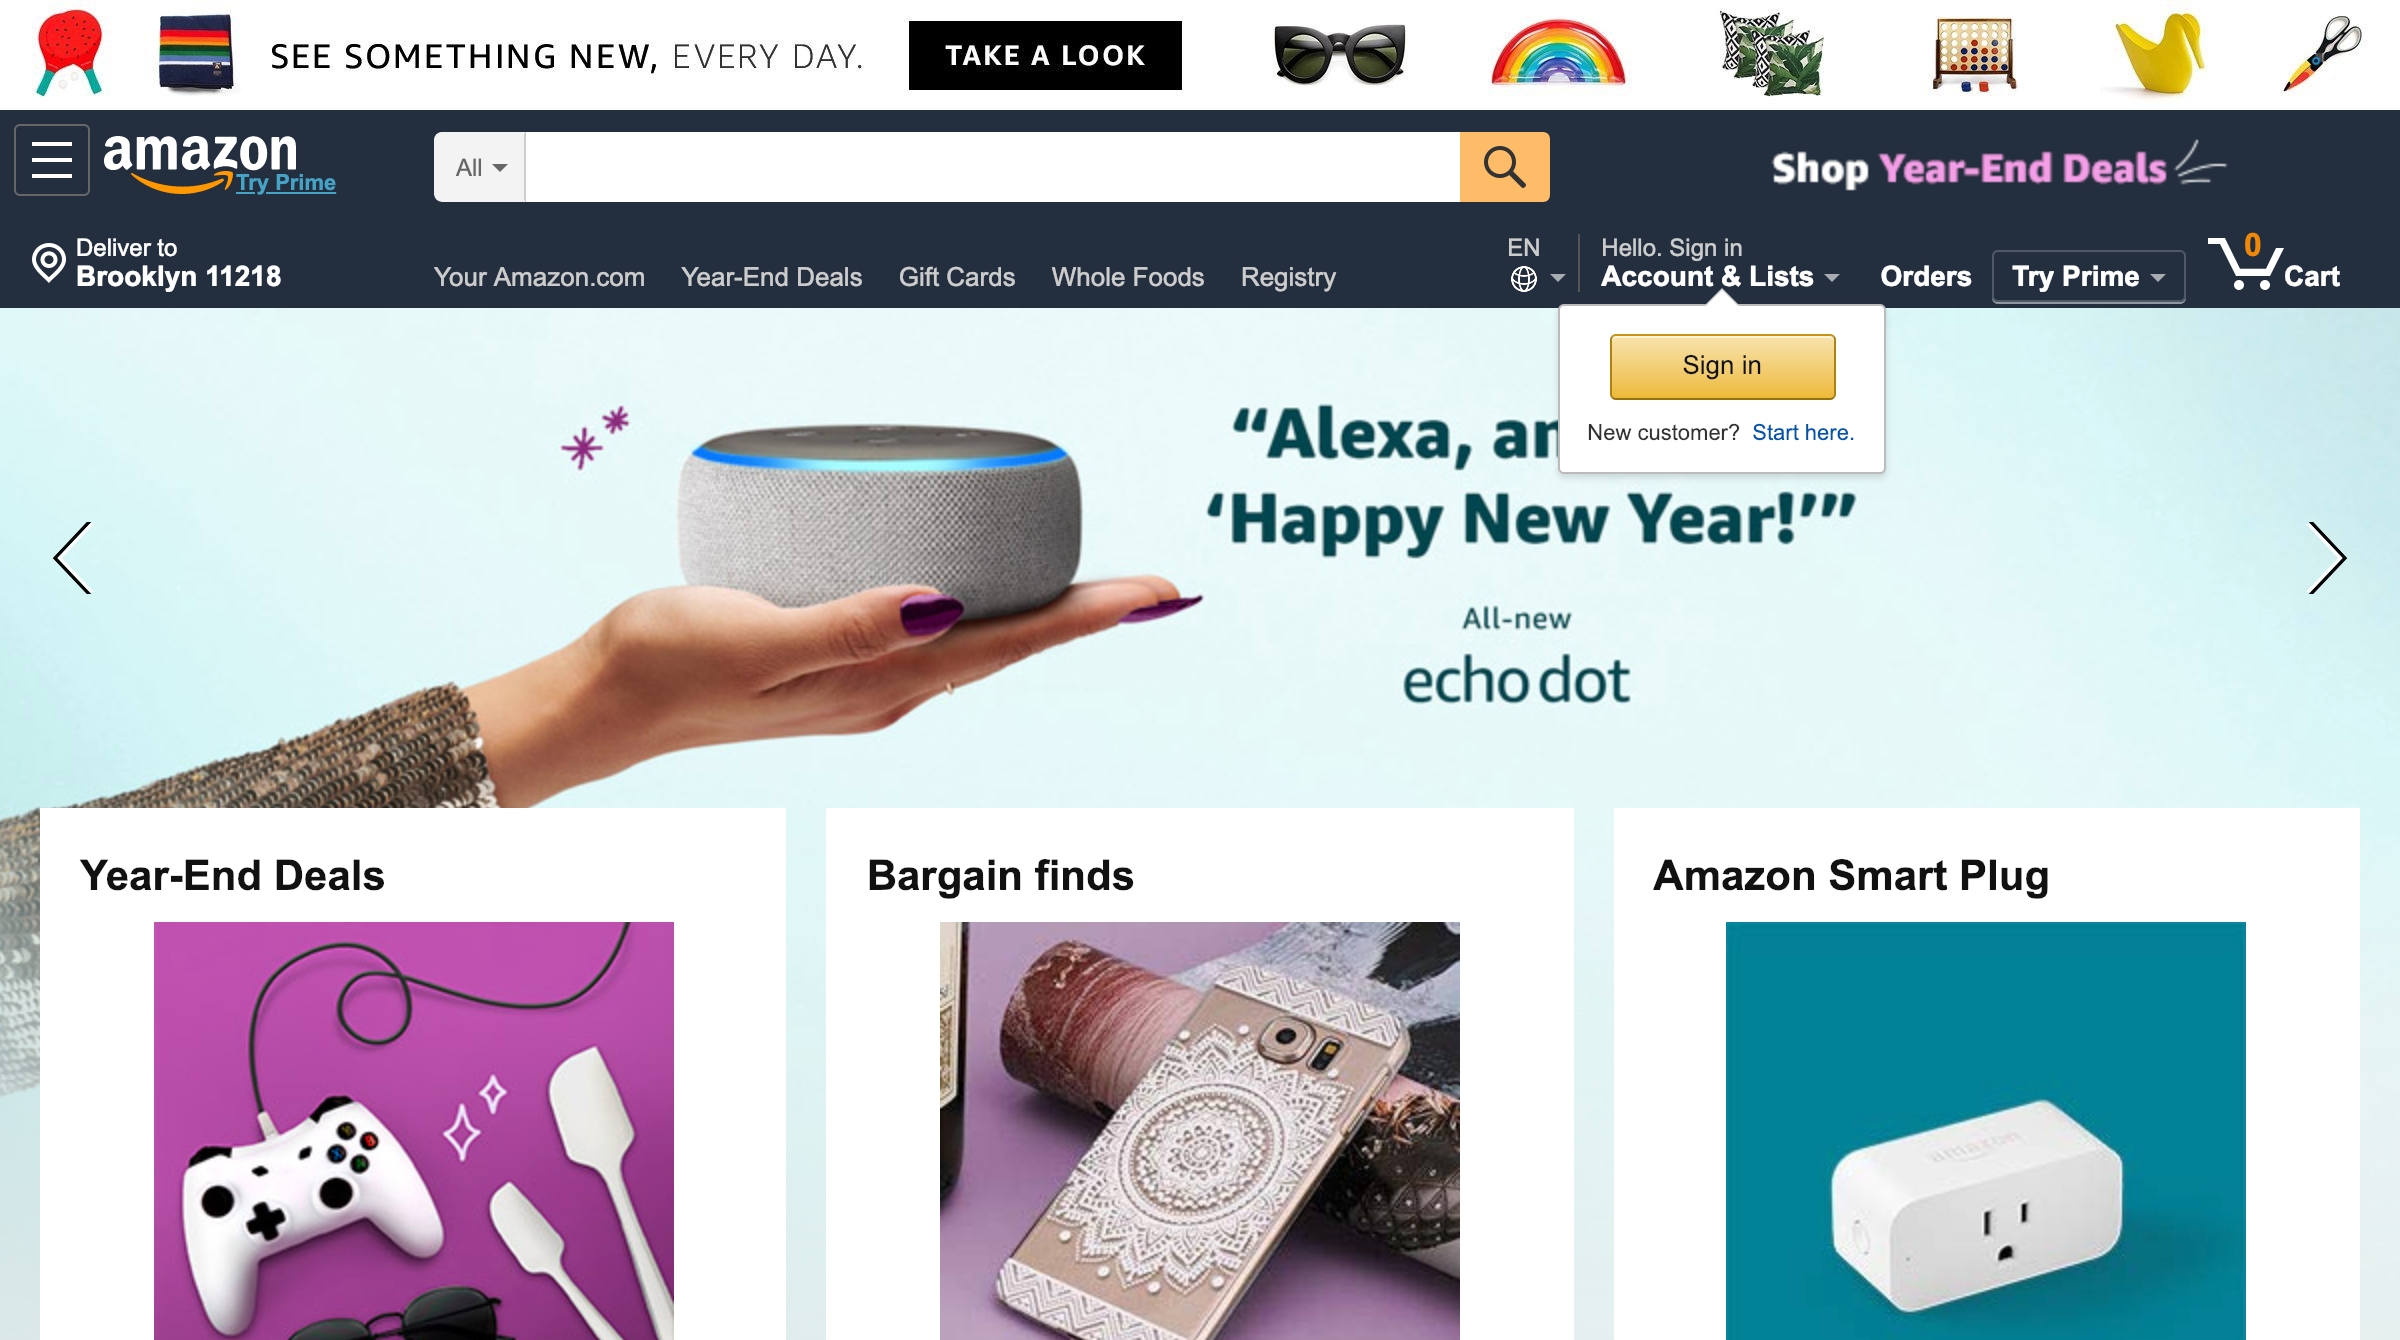 SEE SOMETHING NEW, EVERY DAY.
TAKE A LOOK
amazon
Try Prime
All
Shop Year-End Deals
Deliver to
Brooklyn 11218
Your Amazon.com
Year-End Deals
Gift Cards
Whole Foods
Registry
EN
Hello. Sign in
Account & Lists
Orders
Try Prime
0
Cart
Sign in
New customer? Start here.
“Alexa,
‘Happy New Year!’”
All-new
echo dot
Year-End Deals
Bargain finds
Amazon Smart Plug
amazon